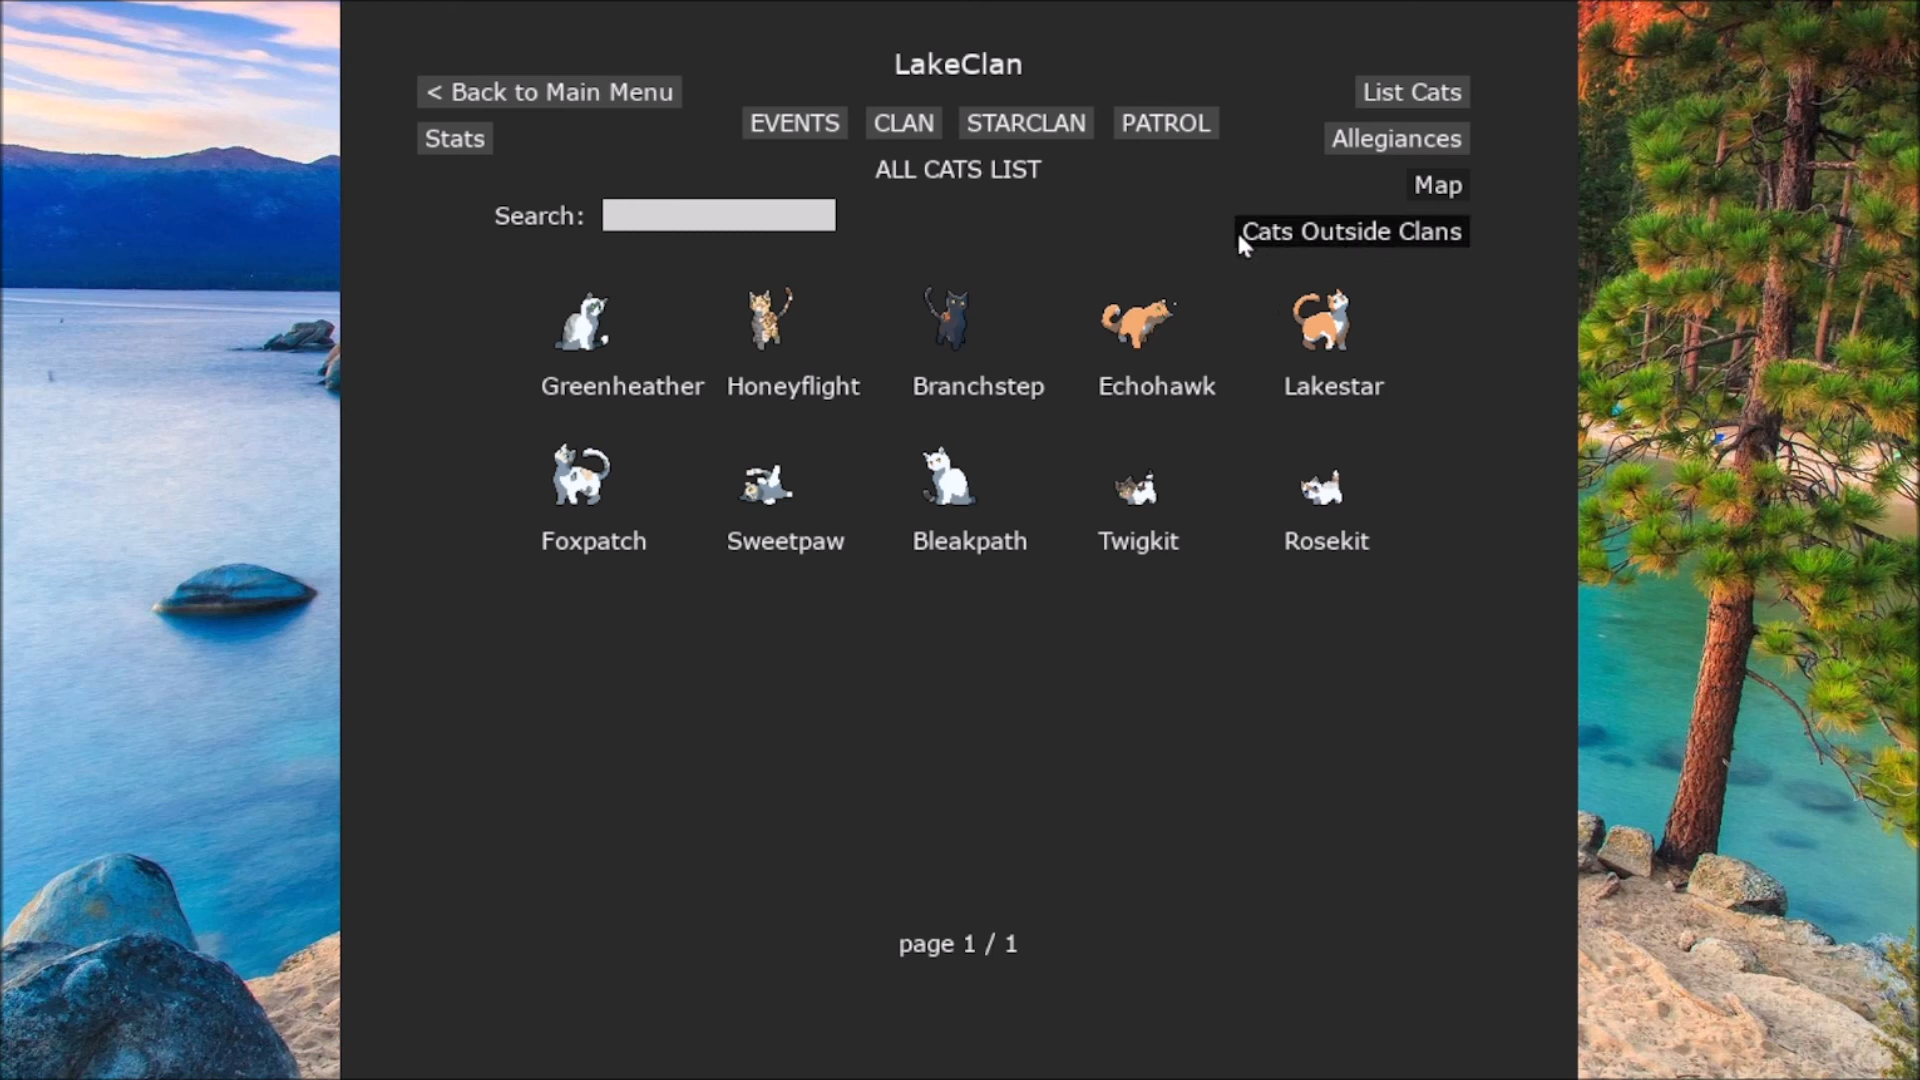 LakeClan
< Back to Main Menu
List Cats
EVENTS CLAN STARCLAN PATROL
Stats
Allegiances
ALL CATS LIST
Map
Search:
Cats Outside Clans
Greenheather Honeyflight Branchstep Echohawk Lakestar
Foxpatch Sweetpaw Bleakpath Twigkit Rosekit
page 1 / 1